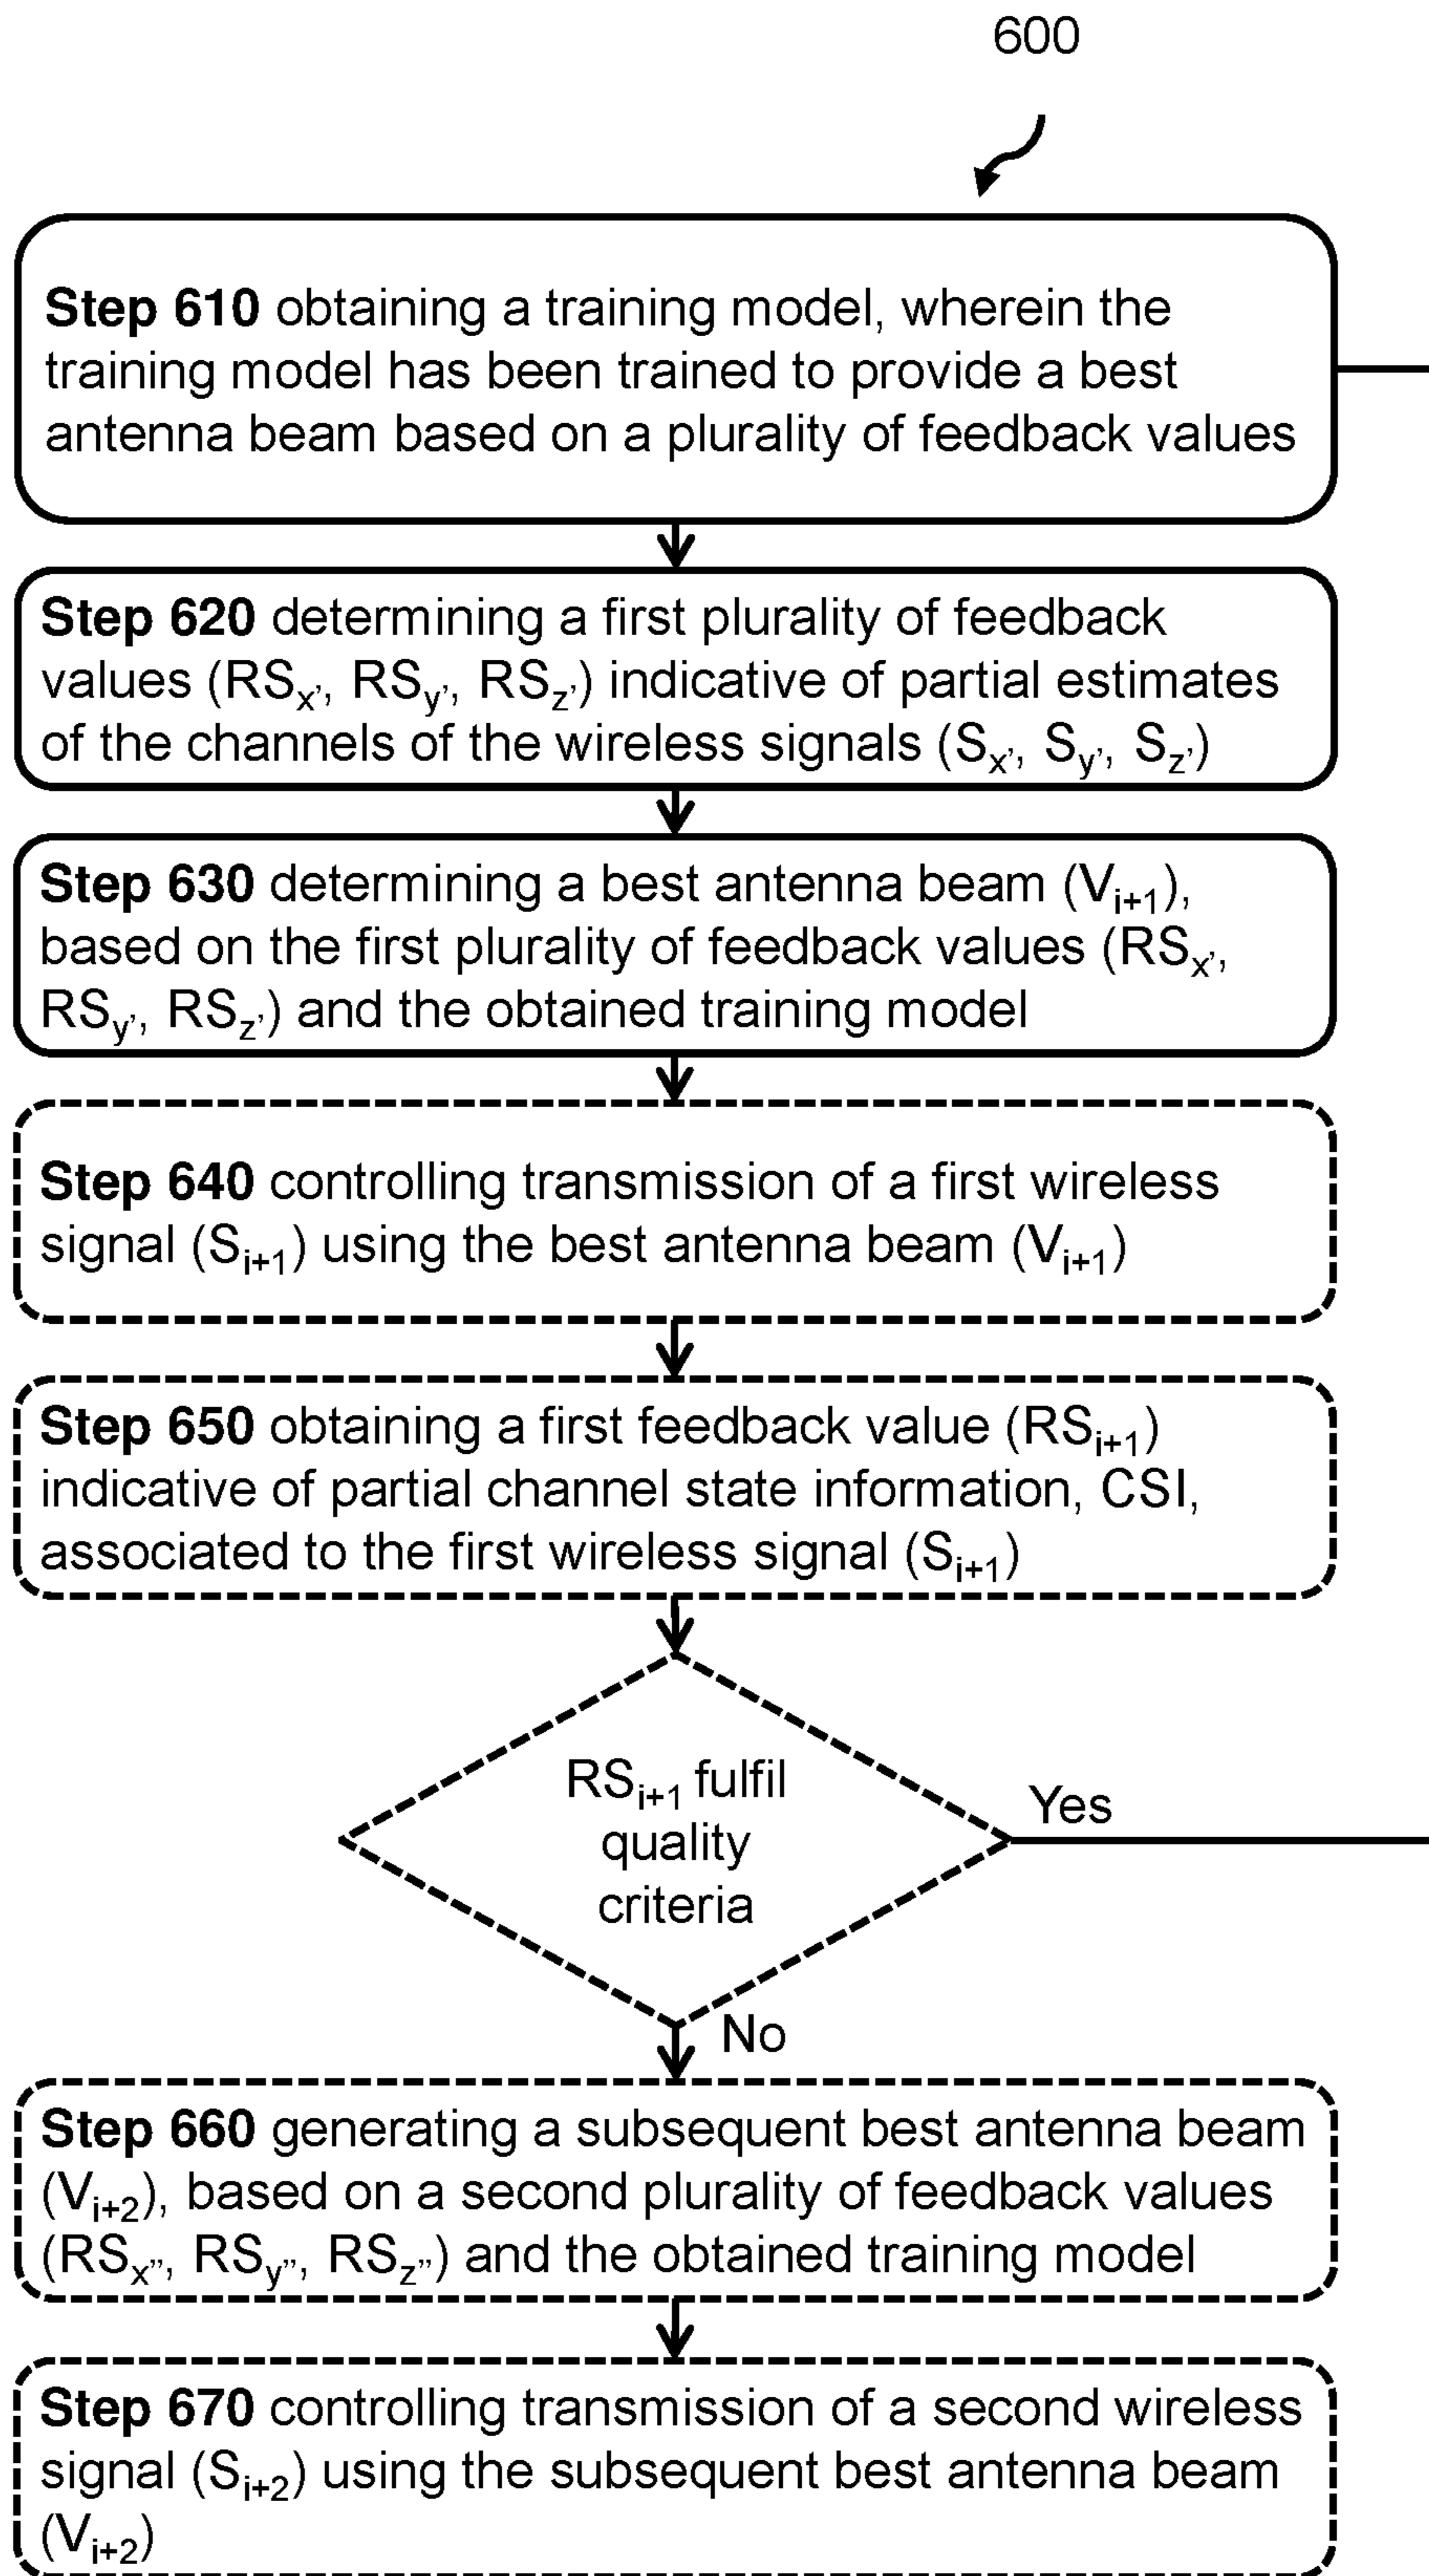 600
Step 610 obtaining a training model, wherein the
training model has been trained to provide a best
antenna beam based on a plurality of feedback values
Step 620 determining a first plurality of feedback
values (RSx’, RSy’, RSz’) indicative of partial estimates
of the channels of the wireless signals (Sx’, Sy’, Sz’)
Step 630 determining a best antenna beam (Vi+1),
based on the first plurality of feedback values (RSx’,
RSy’, RSz’) and the obtained training model
Step 640 controlling transmission of a first wireless
signal (Si+1) using the best antenna beam (Vi+1)
Step 650 obtaining a first feedback value (RSi+1)
indicative of partial channel state information, CSI,
associated to the first wireless signal (Si+1)
RSi+1 fulfil
quality
criteria
Yes
No
Step 660 generating a subsequent best antenna beam
(Vi+2), based on a second plurality of feedback values
(RSx”, RSy”, RSz”) and the obtained training model
Step 670 controlling transmission of a second wireless
signal (Si+2) using the subsequent best antenna beam
(Vi+2)